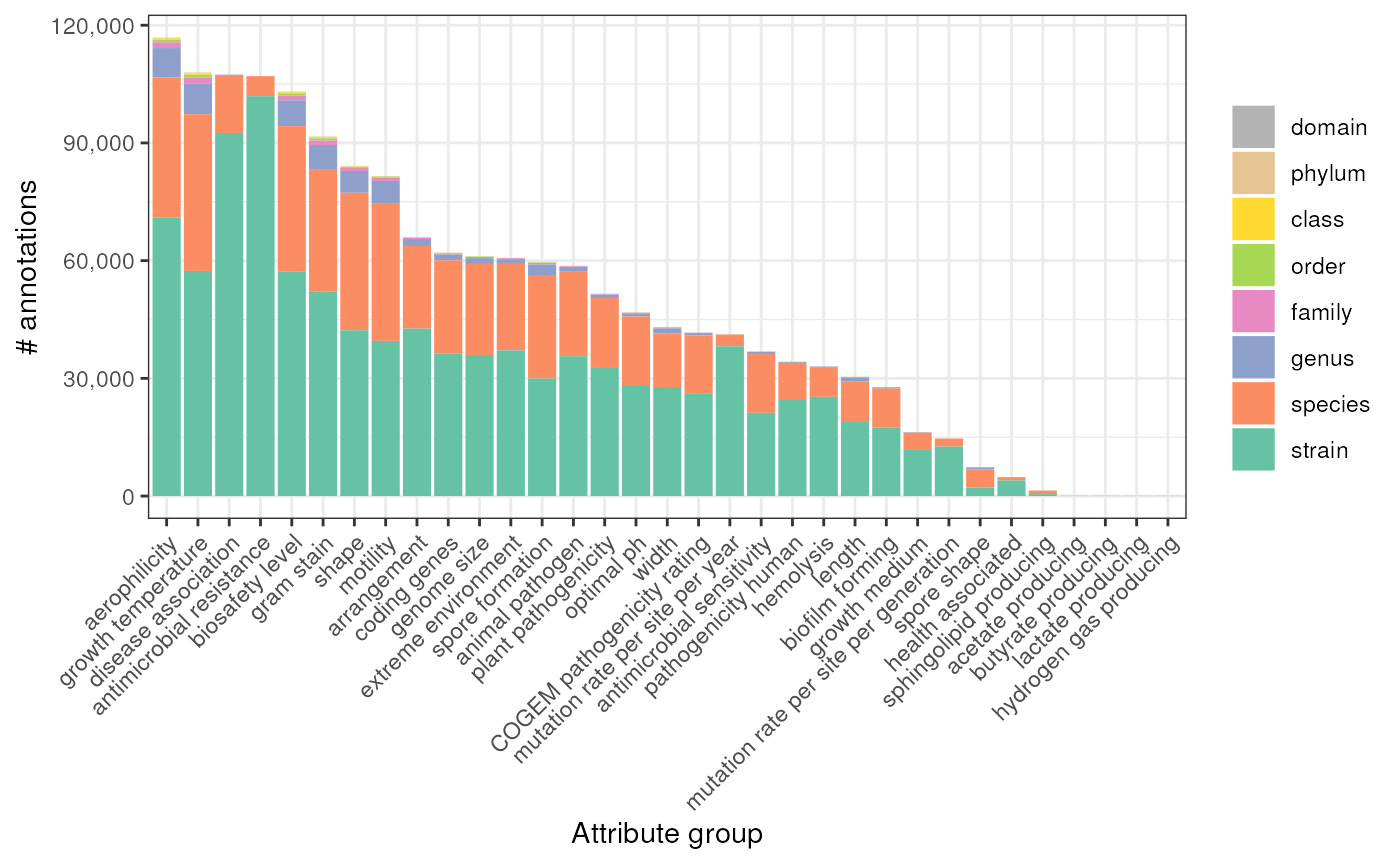 120,000
90,000
60,000
30,000
0
# annotations
aerophilicity
growth temperature
disease association
antimicrobial resistance
biosafety level
gram stain
shape
motility
arrangement
coding genes
genome size
extreme environment
spore formation
animal pathogen
plant pathogenicity
optimal ph
width
COGEM pathogenicity rating
mutation rate per site per year
antimicrobial sensitivity
pathogenicity human
hemolysis
length
biofilm forming
growth medium
mutation rate per site per generation
spore shape
health associated
sphingolipid producing
acetate producing
butyrate producing
lactate producing
hydrogen gas producing
Attribute group
domain
phylum
class
order
family
genus
species
strain